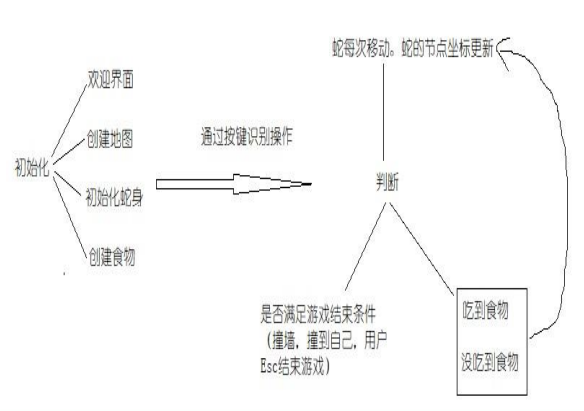 蛇每次移动。蛇的节点坐标更新
欢迎界面
通过按键识别操作
创建地图
初始化
判断
初始化蛇身
创建食物
是否满足游戏结束条件
(撞墙，撞到自己，用户
Esc结束游戏)
吃到食物
没吃到食物